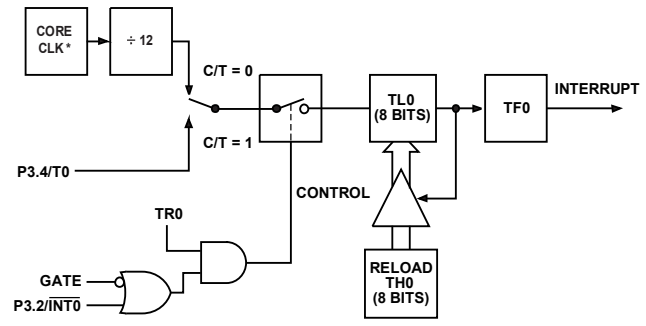 CORE
CLK*
÷ 12
C/T = 0
C/T = 1
P3.4/T0
TL0
(8 BITS)
TF0
INTERRUPT
CONTROL
TR0
GATE
P3.2/INT0
RELOAD
TH0
(8 BITS)